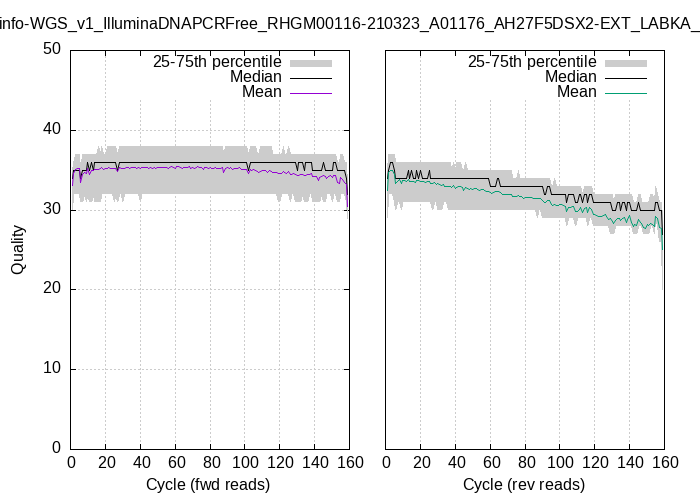 info-WGS_v1_IlluminaDNAPCRFree_RHGM00116-210323_A01176_AH27F5DSX2-EXT_LABKA_
50
40
30
20
10
0
Quality
25-75th percentile
Median
Mean
0 20 40 60 80 100 120 140 160
Cycle (fwd reads)
25-75th percentile
Median
Mean
0 20 40 60 80 100 120 140 160
Cycle (rev reads)